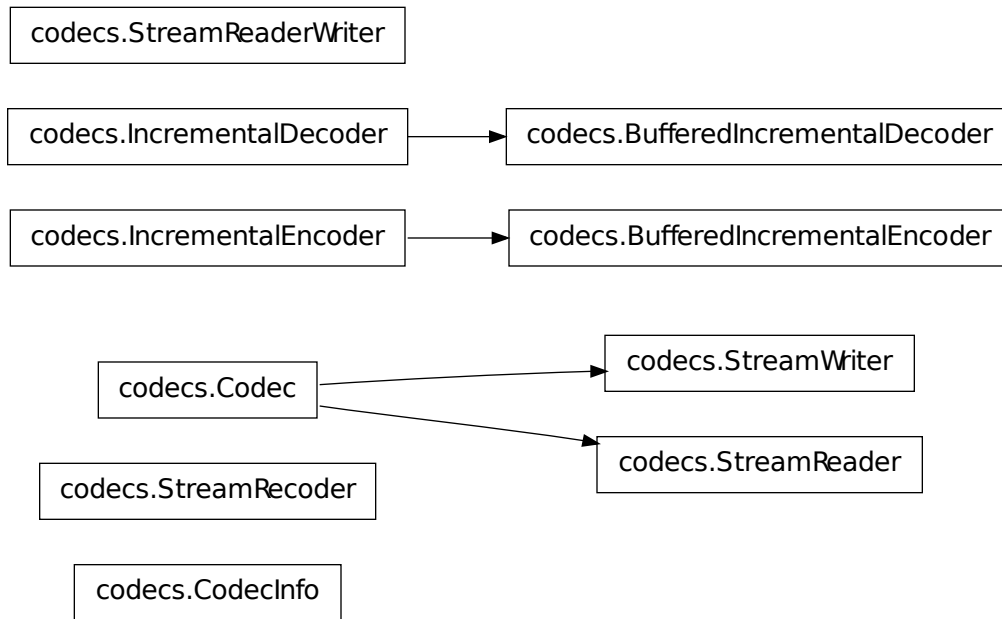 codecs.StreamReaderWriter
codecs.IncrementalDecoder
codecs.BufferedIncrementalDecoder
codecs.IncrementalEncoder
codecs.BufferedIncrementalEncoder
codecs.StreamWriter
codecs.Codec
codecs.StreamReader
codecs.StreamRecoder
codecs.CodecInfo